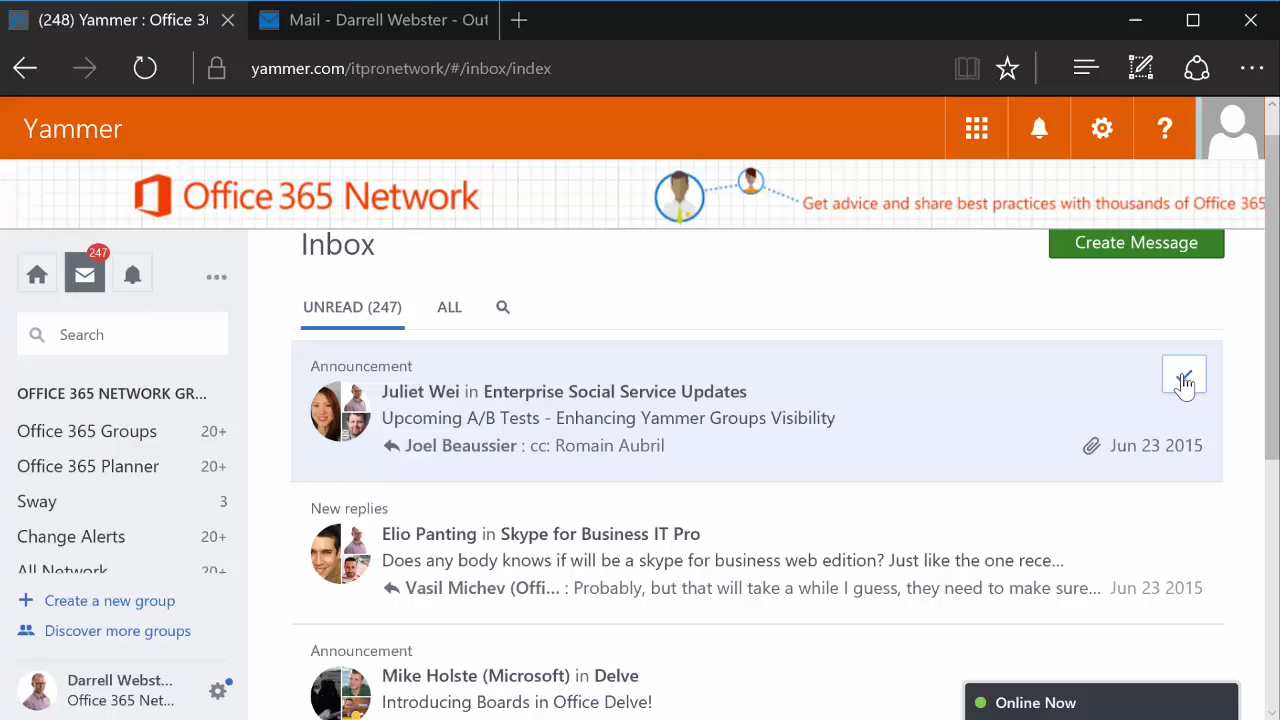 (248) Yammer : Office 3
Mail - Darrell Webster - Out
yammer.com/itpronetwork/#/inbox/index
Yammer
?
Office 365 Network
Get advice and share best practices with thousands of Office 365
247
Inbox
Create Message
UNREAD (247)
ALL
Search
OFFICE 365 NETWORK GR...
Office 365 Groups 20+
Office 365 Planner 20+
Sway 3
Change Alerts 20+
All Network 20+
+ Create a new group
Discover more groups
Darrell Webst...
Office 365 Net...
Announcement
Juliet Wei in Enterprise Social Service Updates
Upcoming A/B Tests - Enhancing Yammer Groups Visibility
Joel Beaussier : cc: Romain Aubril
Jun 23 2015
New replies
Elio Panting in Skype for Business IT Pro
Does any body knows if will be a skype for business web edition? Just like the one rece...
Vasil Michev (Offi... : Probably, but that will take a while I guess, they need to make sure...
Jun 23 2015
Announcement
Mike Holste (Microsoft) in Delve
Introducing Boards in Office Delve!
Online Now